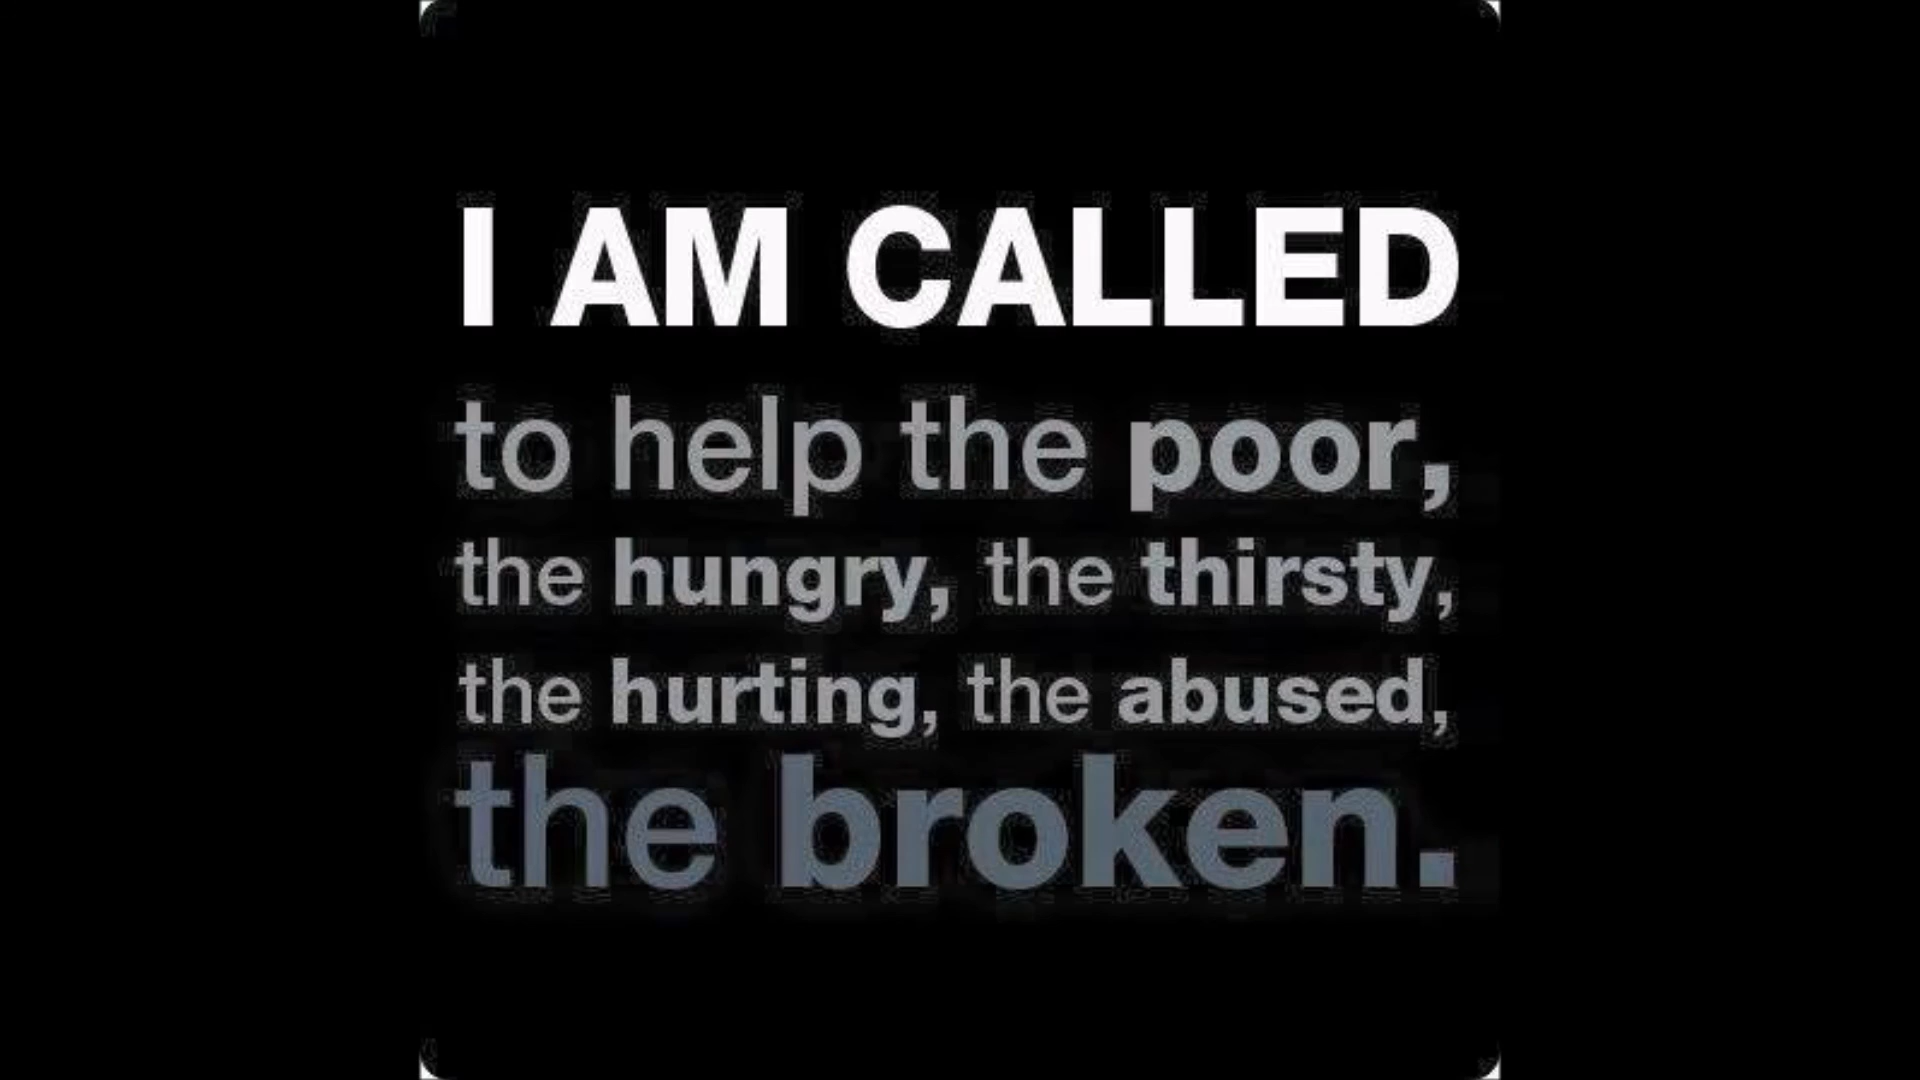 I AM CALLED
to help the poor,
the hungry, the thirsty,
the hurting, the abused,
the broken.